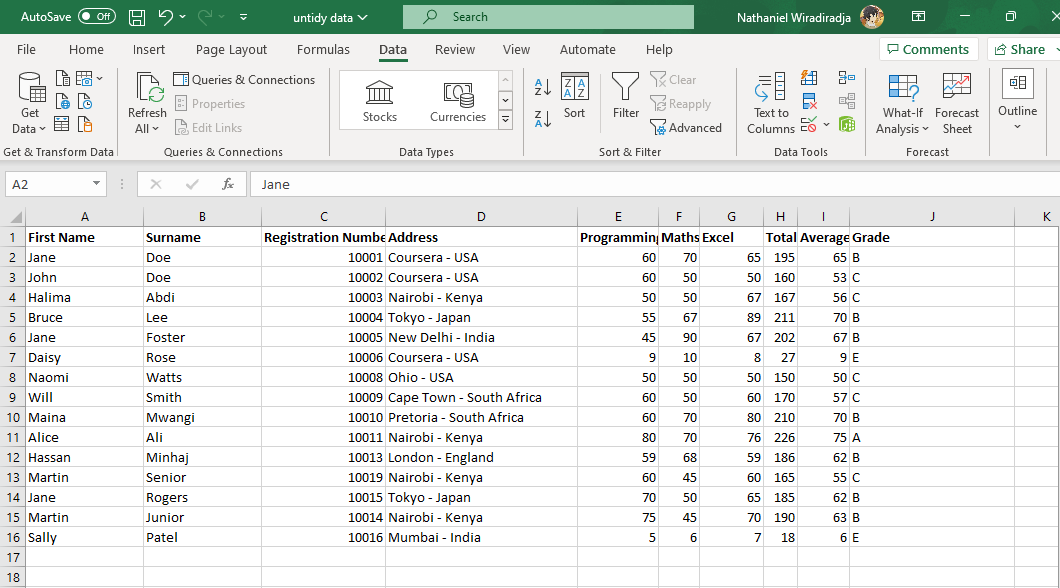 AutoSave Off untidy data Search Nathaniel Wiradiradja
File Home Insert Page Layout Formulas Data Review View Automate Help Comments Share
Get Data Refresh All Queries & Connections Properties Edit Links Stocks Currencies Sort Filter Clear Reapply Advanced Text to Columns What-If Analysis Forecast Sheet Outline
Get & Transform Data Queries & Connections Data Types Sort & Filter Data Tools Forecast
A2 fx Jane
A B C D E F G H I J K
1 First Name Surname Registration Numbe Address Programming Maths Excel Total Average Grade
2 Jane Doe 10001 Coursera - USA 60 70 65 195 65 B
3 John Doe 10002 Coursera - USA 60 50 50 160 53 C
4 Halima Abdi 10003 Nairobi - Kenya 50 50 67 167 56 C
5 Bruce Lee 10004 Tokyo - Japan 55 67 89 211 70 B
6 Jane Foster 10005 New Delhi - India 45 90 67 202 67 B
7 Daisy Rose 10006 Coursera - USA 9 10 8 27 9 E
8 Naomi Watts 10008 Ohio - USA 50 50 50 150 50 C
9 Will Smith 10009 Cape Town - South Africa 60 50 60 170 57 C
10 Maina Mwangi 10010 Pretoria - South Africa 60 70 80 210 70 B
11 Alice Ali 10011 Nairobi - Kenya 80 70 76 226 75 A
12 Hassan Minhaj 10013 London - England 59 68 59 186 62 B
13 Martin Senior 10019 Nairobi - Kenya 60 45 60 165 55 C
14 Jane Rogers 10015 Tokyo - Japan 70 50 65 185 62 B
15 Martin Junior 10014 Nairobi - Kenya 75 45 70 190 63 B
16 Sally Patel 10016 Mumbai - India 5 6 7 18 6 E
17
18